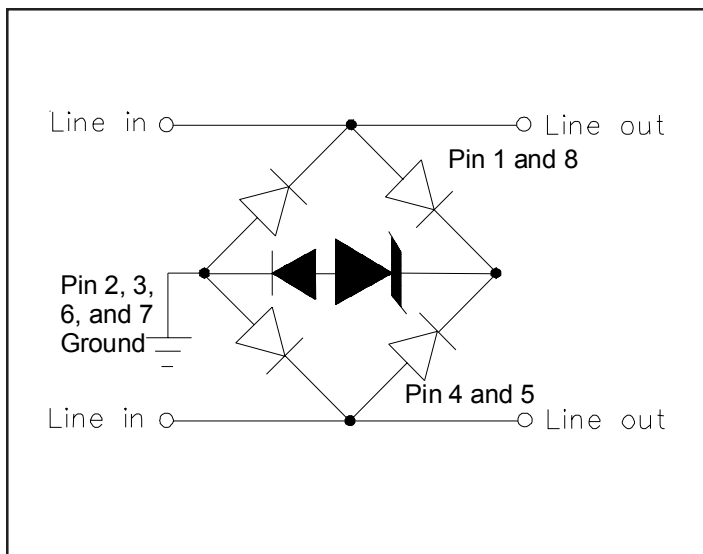 Line in
Line out
Pin 1 and 8
Pin 2, 3,
6, and 7
Ground
Pin 4 and 5
Line in
Line out